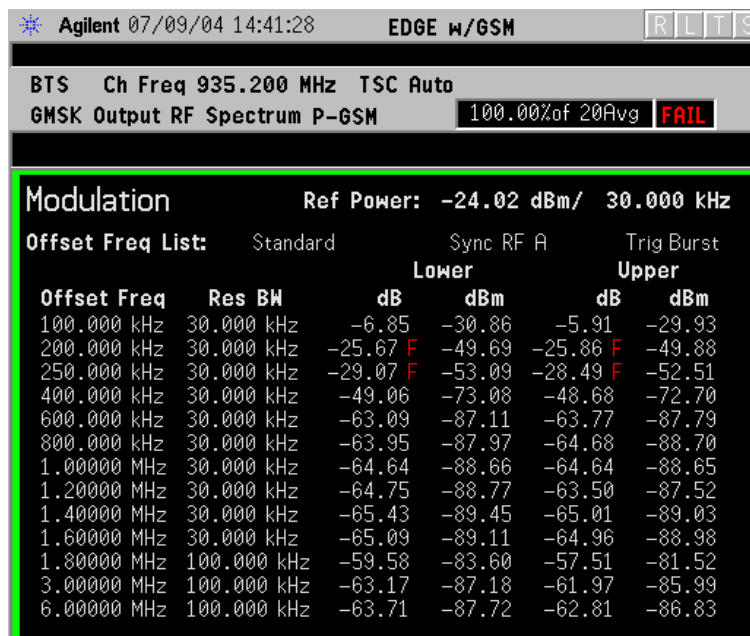 Agilent 07/09/04 14:41:28 EDGE w/GSM R L T S
BTS Ch Freq 935.200 MHz TSC Auto
GMSK Output RF Spectrum P-GSM 100.00%of 20Avg FAIL
Modulation Ref Power: -24.02 dBm/ 30.000 kHz
Offset Freq List: Standard Sync RF A Trig Burst
Lower Upper
Offset Freq Res BW dB dBm dB dBm
100.000 kHz 30.000 kHz -6.85 -30.86 -5.91 -29.93
200.000 kHz 30.000 kHz -25.67 F -49.69 -25.86 F -49.88
250.000 kHz 30.000 kHz -29.07 F -53.09 -28.49 F -52.51
400.000 kHz 30.000 kHz -49.06 -73.08 -48.68 -72.70
600.000 kHz 30.000 kHz -63.09 -87.11 -63.77 -87.79
800.000 kHz 30.000 kHz -63.95 -87.97 -64.68 -88.70
1.00000 MHz 30.000 kHz -64.64 -88.66 -64.64 -88.65
1.20000 MHz 30.000 kHz -64.75 -88.77 -63.50 -87.52
1.40000 MHz 30.000 kHz -65.43 -89.45 -65.01 -89.03
1.60000 MHz 30.000 kHz -65.09 -89.11 -64.96 -88.98
1.80000 MHz 100.000 kHz -59.58 -83.60 -57.51 -81.52
3.00000 MHz 100.000 kHz -63.17 -87.18 -61.97 -85.99
6.00000 MHz 100.000 kHz -63.71 -87.72 -62.81 -86.83